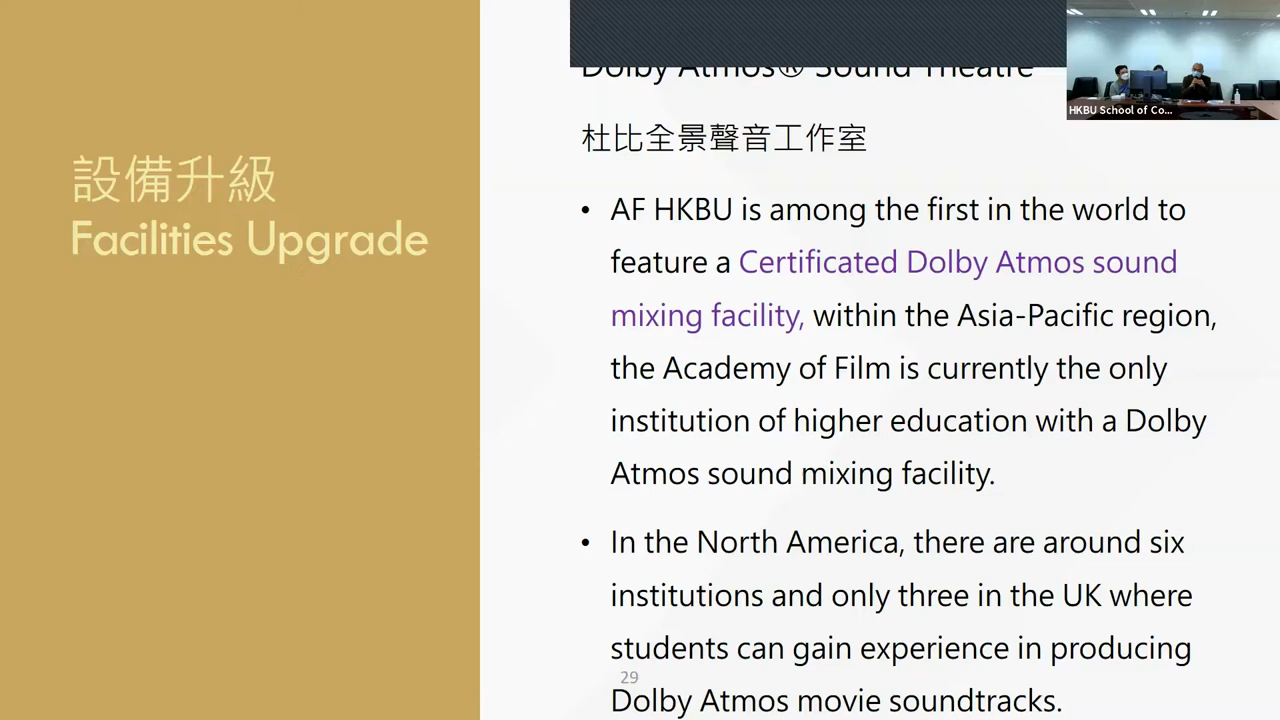 設備升級
Facilities Upgrade
Dolby Atmos® Sound Theatre
杜比全景聲音工作室
• AF HKBU is among the first in the world to
feature a Certificated Dolby Atmos sound
mixing facility, within the Asia-Pacific region,
the Academy of Film is currently the only
institution of higher education with a Dolby
Atmos sound mixing facility.
• In the North America, there are around six
institutions and only three in the UK where
students can gain experience in producing
Dolby Atmos movie soundtracks.
29
HKBU School of Co...